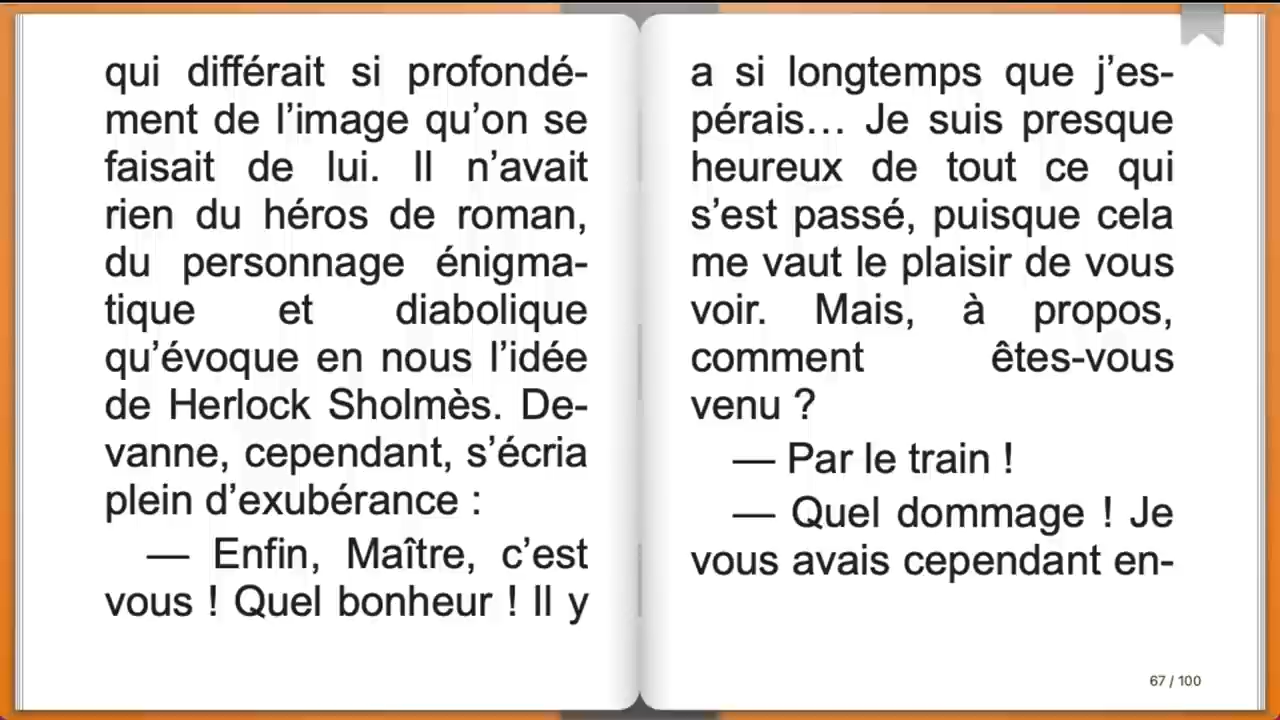 qui différait si profondé-
ment de l’image qu’on se
faisait de lui. Il n’avait
rien du héros de roman,
du personnage énigma-
tique et diabolique
qu’évoque en nous l’idée
de Herlock Sholmès. De-
vanne, cependant, s’écria
plein d’exubérance :
— Enfin, Maître, c’est
vous ! Quel bonheur ! Il y
a si longtemps que j’es-
pérais… Je suis presque
heureux de tout ce qui
s’est passé, puisque cela
me vaut le plaisir de vous
voir. Mais, à propos,
comment êtes-vous
venu ?
— Par le train !
— Quel dommage ! Je
vous avais cependant en-
67 / 100